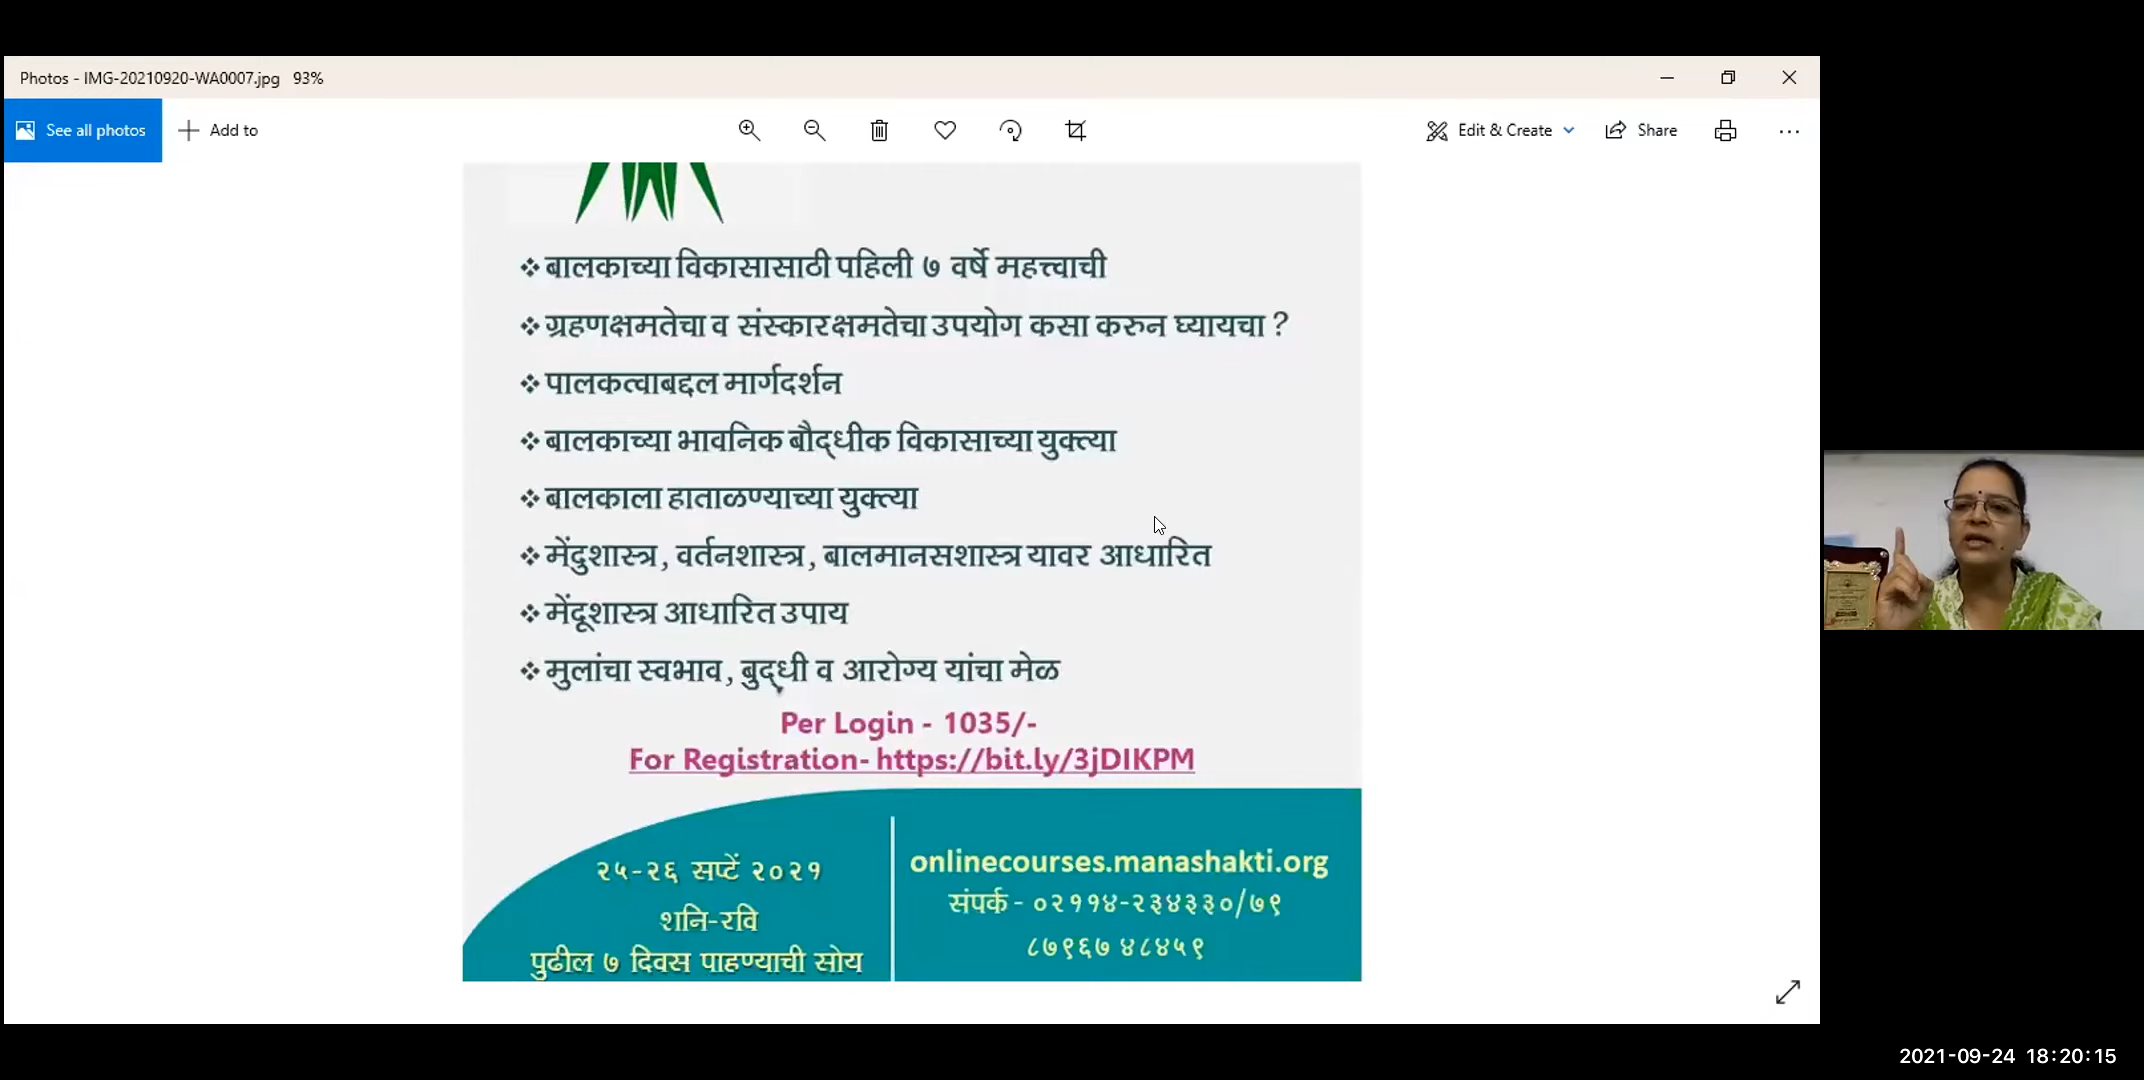 Photos - IMG-20210920-WA0007.jpg 93%
See all photos
Add to
Edit & Create
Share
❖ बालकाच्या विकासासाठी पहिली ७ वर्षे महत्त्वाची
❖ ग्रहणक्षमतेचा व संस्कारक्षमतेचा उपयोग कसा करुन घ्यायचा ?
❖ पालकत्वाबद्दल मार्गदर्शन
❖ बालकाच्या भावनिक बौद्धीक विकासाच्या युक्त्या
❖ बालकाला हाताळण्याच्या युक्त्या
❖ मेंदुशास्त्र, वर्तनशास्त्र, बालमानसशास्त्र यावर आधारित
❖ मेंदूशास्त्र आधारित उपाय
❖ मुलांचा स्वभाव, बुद्धी व आरोग्य यांचा मेळ
Per Login - 1035/-
For Registration- https://bit.ly/3jDIKPM
२५-२६ सप्टें २०२१
शनि-रवि
पुढील ७ दिवस पाहण्याची सोय
onlinecourses.manashakti.org
संपर्क - ०२११४-२३४३३०/७९
८७९६७ ४८४५९
2021-09-24 18:20:15